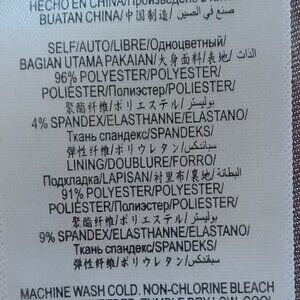 HECHO EN CHINA/Произведено в
BUATAN CHINA/中国制造/صنع في الصين
SELF/AUTO/LIBRE/Одноцветный/
BAGIAN UTAMA PAKAIAN/大身面料/表地/الذات
96% POLYESTER/POLYESTER/
POLIÉSTER/Полиэстер/POLIESTER/
聚酯纤维/ポリエステル/بوليستر
4% SPANDEX/ELASTHANNE/ELASTANO/
Ткань спандекс/SPANDEKS/
弹性纤维/ポリウレタン/سباندكس
LINING/DOUBLURE/FORRO/
Подкладка/LAPISAN/衬里布/裏地/البطانة
91% POLYESTER/POLYESTER/
POLIÉSTER/Полиэстер/POLIESTER/
聚酯纤维/ポリエステル/بوليستر
9% SPANDEX/ELASTHANNE/ELASTANO/
Ткань спандекс/SPANDEKS/
弹性纤维/ポリウレタン/سباندكس
MACHINE WASH COLD. NON-CHLORINE BLEACH